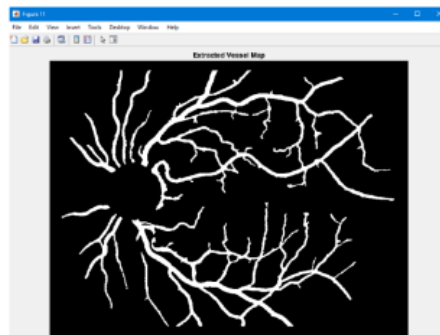 Figure 11
File Edit View Insert Tools Desktop Window Help
Extracted Vessel Map